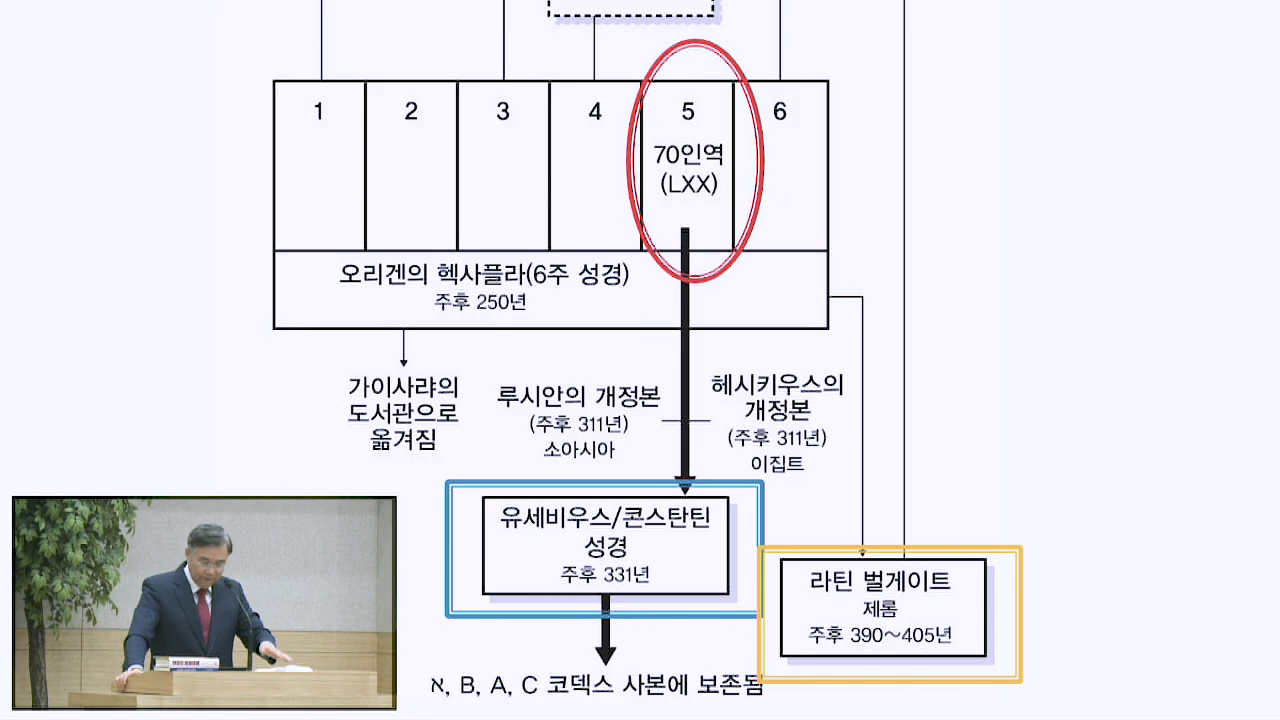 1 2 3 4 5 6
70인역
(LXX)
오리겐의 헥사플라(6주 성경)
주후 250년
가이사랴의
도서관으로
옮겨짐
루시안의 개정본
(주후 311년)
소아시아
헤시키우스의
개정본
(주후 311년)
이집트
유세비우스/콘스탄틴
성경
주후 331년
라틴 벌게이트
제롬
주후 390~405년
א, B, A, C 코덱스 사본에 보존됨